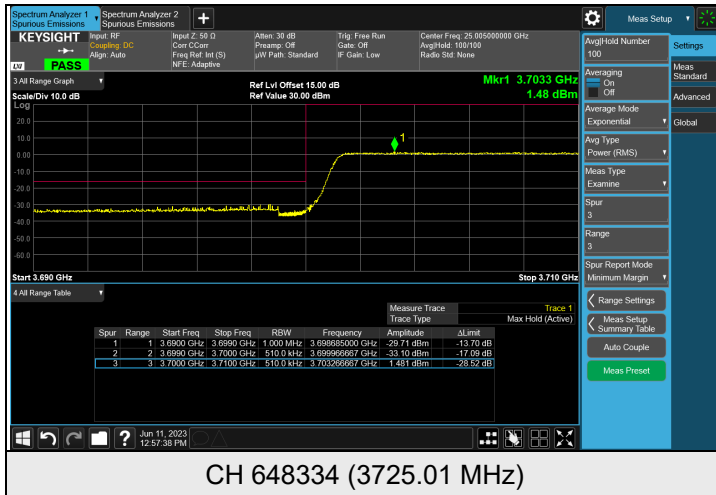 Spectrum Analyzer 1
Spurious Emissions
Spectrum Analyzer 2
Spurious Emissions
Meas Setup
KEYSIGHT
Input: RF
Coupling: DC
Align: Auto
Input Z: 50 Ω
Corr CCorr
Freq Ref: Int (S)
NFE: Adaptive
Atten: 30 dB
Preamp: Off
µW Path: Standard
Trig: Free Run
Gate: Off
IF Gain: Low
Center Freq: 25.005000000 GHz
Avg|Hold: 100/100
Radio Std: None
LVI PASS
3 All Range Graph
Scale/Div 10.0 dB
Ref Lvl Offset 15.00 dB
Ref Value 30.00 dBm
Mkr1 3.7033 GHz
1.48 dBm
Log
20.0
10.0
0.00
-10.0
-20.0
-30.0
-40.0
-50.0
-60.0
1
Start 3.690 GHz
Stop 3.710 GHz
4 All Range Table
Measure Trace Trace 1
Trace Type Max Hold (Active)
Spur Range Start Freq Stop Freq RBW Frequency Amplitude ΔLimit
1 1 3.6900 GHz 3.6990 GHz 1.000 MHz 3.698685000 GHz -29.71 dBm -13.70 dB
2 2 3.6990 GHz 3.7000 GHz 510.0 kHz 3.699966667 GHz -33.10 dBm -17.09 dB
3 3 3.7000 GHz 3.7100 GHz 510.0 kHz 3.703266667 GHz 1.481 dBm -28.52 dB
Jun 11, 2023
12:57:38 PM
Avg|Hold Number
100
Averaging
On
Off
Average Mode
Exponential
Avg Type
Power (RMS)
Meas Type
Examine
Spur
3
Range
3
Spur Report Mode
Minimum Margin
Range Settings
Meas Setup
Summary Table
Auto Couple
Meas Preset
Settings
Meas
Standard
Advanced
Global
CH 648334 (3725.01 MHz)